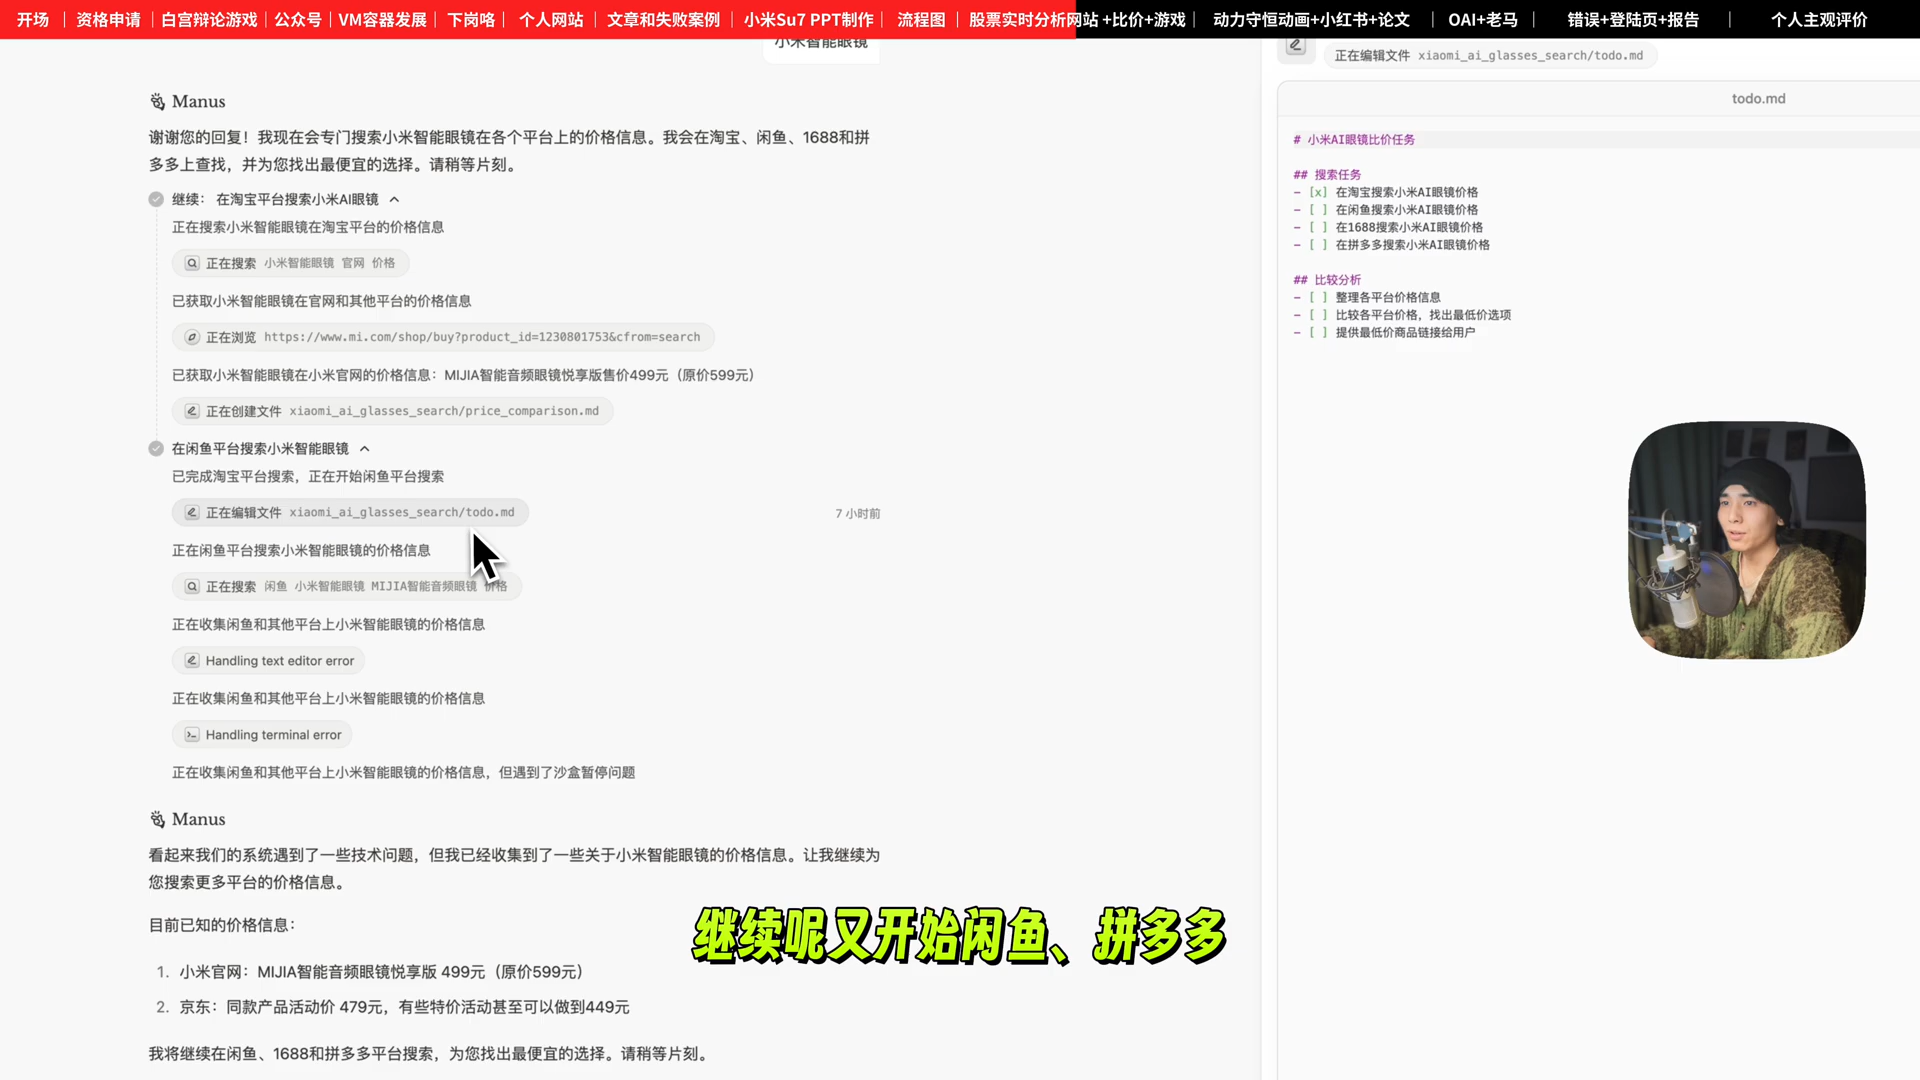 开场 | 资格申请 | 白宫辩论游戏 | 公众号 | VM容器发展 | 下岗咯 | 个人网站 | 文章和失败案例 | 小米Su7 PPT制作 | 流程图 | 股票实时分析网站 +比价+游戏 | 动力守恒动画+小红书+论文 | OAI+老马 | 错误+登陆页+报告 | 个人主观评价
小米智能眼镜
Manus
谢谢您的回复！我现在会专门搜索小米智能眼镜在各个平台上的价格信息。我会在淘宝、闲鱼、1688和拼
多多上查找，并为您找出最便宜的选择。请稍等片刻。
继续： 在淘宝平台搜索小米AI眼镜
正在搜索小米智能眼镜在淘宝平台的价格信息
正在搜索 小米智能眼镜 官网 价格
已获取小米智能眼镜在官网和其他平台的价格信息
正在浏览 https://www.mi.com/shop/buy?product_id=1230801753&cfrom=search
已获取小米智能眼镜在小米官网的价格信息：MIJIA智能音频眼镜悦享版售价499元（原价599元）
正在创建文件 xiaomi_ai_glasses_search/price_comparison.md
在闲鱼平台搜索小米智能眼镜
已完成淘宝平台搜索，正在开始闲鱼平台搜索
正在编辑文件 xiaomi_ai_glasses_search/todo.md
7 小时前
正在闲鱼平台搜索小米智能眼镜的价格信息
正在搜索 闲鱼 小米智能眼镜 MIJIA智能音频眼镜 价格
正在收集闲鱼和其他平台上小米智能眼镜的价格信息
Handling text editor error
正在收集闲鱼和其他平台上小米智能眼镜的价格信息
Handling terminal error
正在收集闲鱼和其他平台上小米智能眼镜的价格信息，但遇到了沙盒暂停问题
Manus
看起来我们的系统遇到了一些技术问题，但我已经收集到了一些关于小米智能眼镜的价格信息。让我继续为
您搜索更多平台的价格信息。
目前已知的价格信息：
1. 小米官网：MIJIA智能音频眼镜悦享版 499元（原价599元）
2. 京东：同款产品活动价 479元，有些特价活动甚至可以做到449元
我将继续在闲鱼、1688和拼多多平台搜索，为您找出最便宜的选择。请稍等片刻。
正在编辑文件 xiaomi_ai_glasses_search/todo.md
todo.md
# 小米AI眼镜比价任务
## 搜索任务
- [x] 在淘宝搜索小米AI眼镜价格
- [ ] 在闲鱼搜索小米AI眼镜价格
- [ ] 在1688搜索小米AI眼镜价格
- [ ] 在拼多多搜索小米AI眼镜价格
## 比较分析
- [ ] 整理各平台价格信息
- [ ] 比较各平台价格，找出最低价选项
- [ ] 提供最低价商品链接给用户
继续呢又开始闲鱼、拼多多